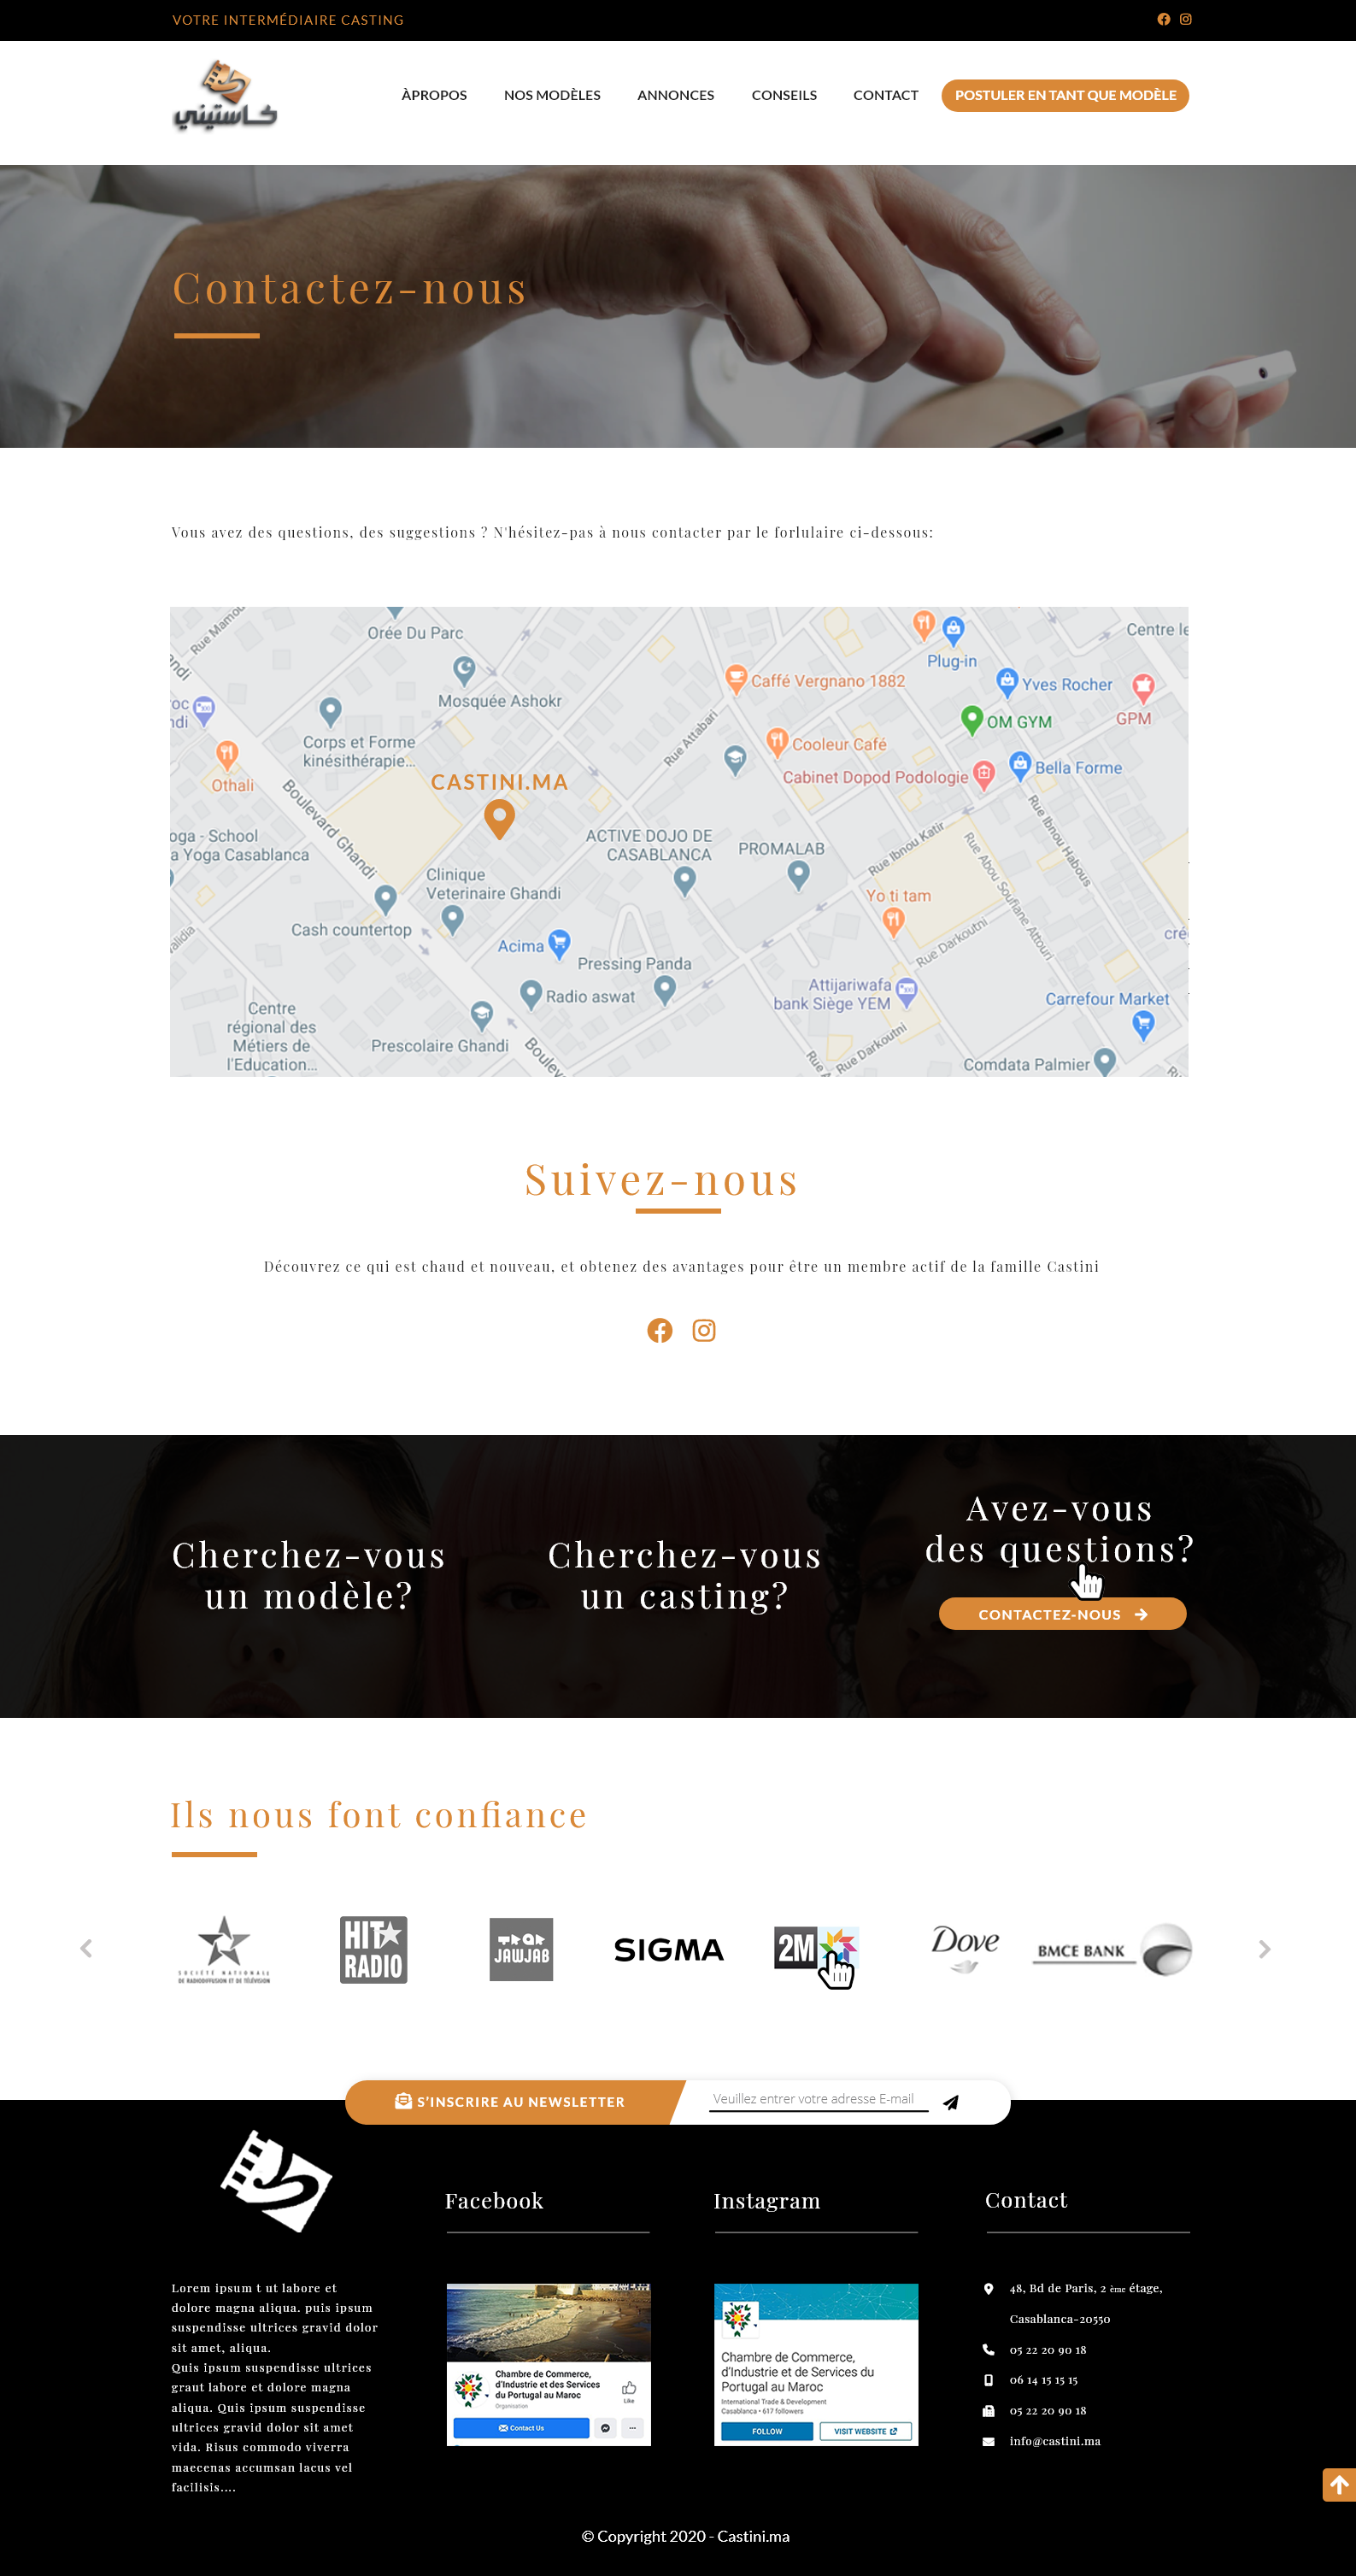 VOTRE INTERMÉDIAIRE CASTING
كاستيني
ÀPROPOS
NOS MODÈLES
ANNONCES
CONSEILS
CONTACT
POSTULER EN TANT QUE MODÈLE
Contactez-nous
Vous avez des questions, des suggestions ? N'hésitez-pas à nous contacter par le forlulaire ci-dessous:
Orée Du Parc
Rue Mamou
Centre le
Plug-in
Mosquée Ashokr
Caffé Vergnano 1882
Yves Rocher
GPM
OM GYM
Rue Attabari
Corps et Forme
kinésithérapie...
Cooleur Café
Othali
Cabinet Dopod Podologie
Bella Forme
CASTINI.MA
Boulevard Ghandi
oga - School
a Yoga Casablanca
ACTIVE DOJO DE
CASABLANCA
PROMALAB
Rue Ibnou Katir
Rue Abou Soufiane Attouri
Rue Ibnou Habous
Clinique
Veterinaire Ghandi
Yo ti tam
Cash countertop
Acima
Pressing Panda
Rue Darkoutni
Attijariwafa
bank Siège YEM
Radio aswat
Carrefour Market
Centre
régional des
Métiers de
l'Education...
Prescolaire Ghandi
Rue Darkoutni
Comdata Palmier
Suivez-nous
Découvrez ce qui est chaud et nouveau, et obtenez des avantages pour être un membre actif de la famille Castini
Cherchez-vous
un modèle?
Cherchez-vous
un casting?
Avez-vous
des questions?
CONTACTEZ-NOUS
Ils nous font confiance
SOCIÉTÉ NATIONALE
DE RADIODIFFUSION ET DE TÉLÉVISION
HIT
RADIO
JAWJAB
SIGMA
2M
Dove
BMCE BANK
S'INSCRIRE AU NEWSLETTER
Veuillez entrer votre adresse E-mail
Lorem ipsum t ut labore et
dolore magna aliqua. puis ipsum
suspendisse ultrices gravid dolor
sit amet, aliqua.
Quis ipsum suspendisse ultrices
graut labore et dolore magna
aliqua. Quis ipsum suspendisse
ultrices gravid dolor sit amet
vida. Risus commodo viverra
maecenas accumsan lacus vel
facilisis....
Facebook
Chambre de Commerce,
d'Industrie et des Services
du Portugal au Maroc
Organisation
Like
Contact Us
Instagram
Chambre de Commerce,
d'Industrie et de Services du
Portugal au Maroc
International Trade & Development
Casablanca • 617 followers
FOLLOW
VISIT WEBSITE
Contact
48, Bd de Paris, 2 ème étage,
Casablanca-20550
05 22 20 90 18
06 14 15 15 15
05 22 20 90 18
info@castini.ma
© Copyright 2020 - Castini.ma